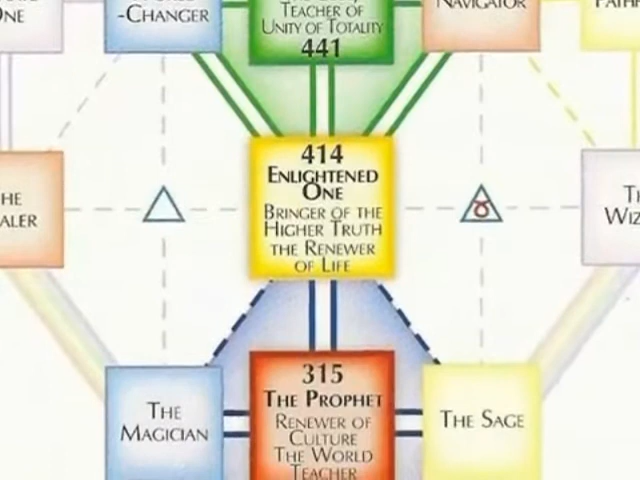 -CHANGER
TEACHER OF
UNITY OF TOTALITY
441
NAVIGATOR
414
ENLIGHTENED
ONE
BRINGER OF THE
HIGHER TRUTH
THE RENEWER
OF LIFE
315
THE PROPHET
RENEWER OF
CULTURE
THE WORLD
TEACHER
THE
MAGICIAN
THE SAGE